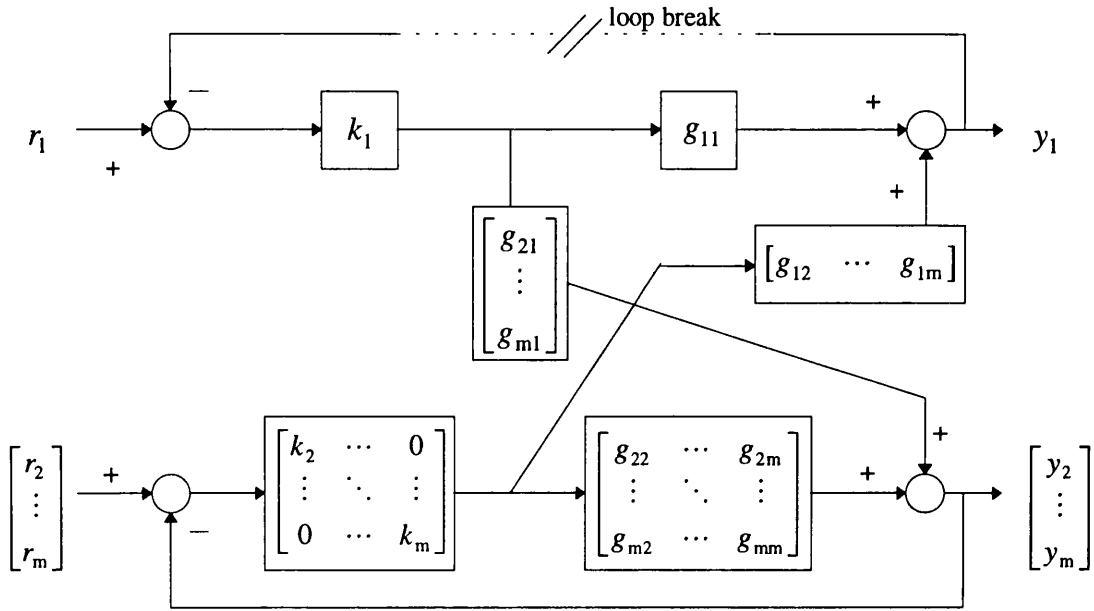 loop break
−
r₁
+
k₁
g₁₁
+
y₁
+
g₂₁
⋮
gₘ₁
[g₁₂ ⋯ g₁ₘ]
r₂
⋮
rₘ
+
−
k₂ ⋯ 0
⋮ ⋱ ⋮
0 ⋯ kₘ
g₂₂ ⋯ g₂ₘ
⋮ ⋱ ⋮
gₘ₂ ⋯ gₘₘ
+
+
y₂
⋮
yₘ